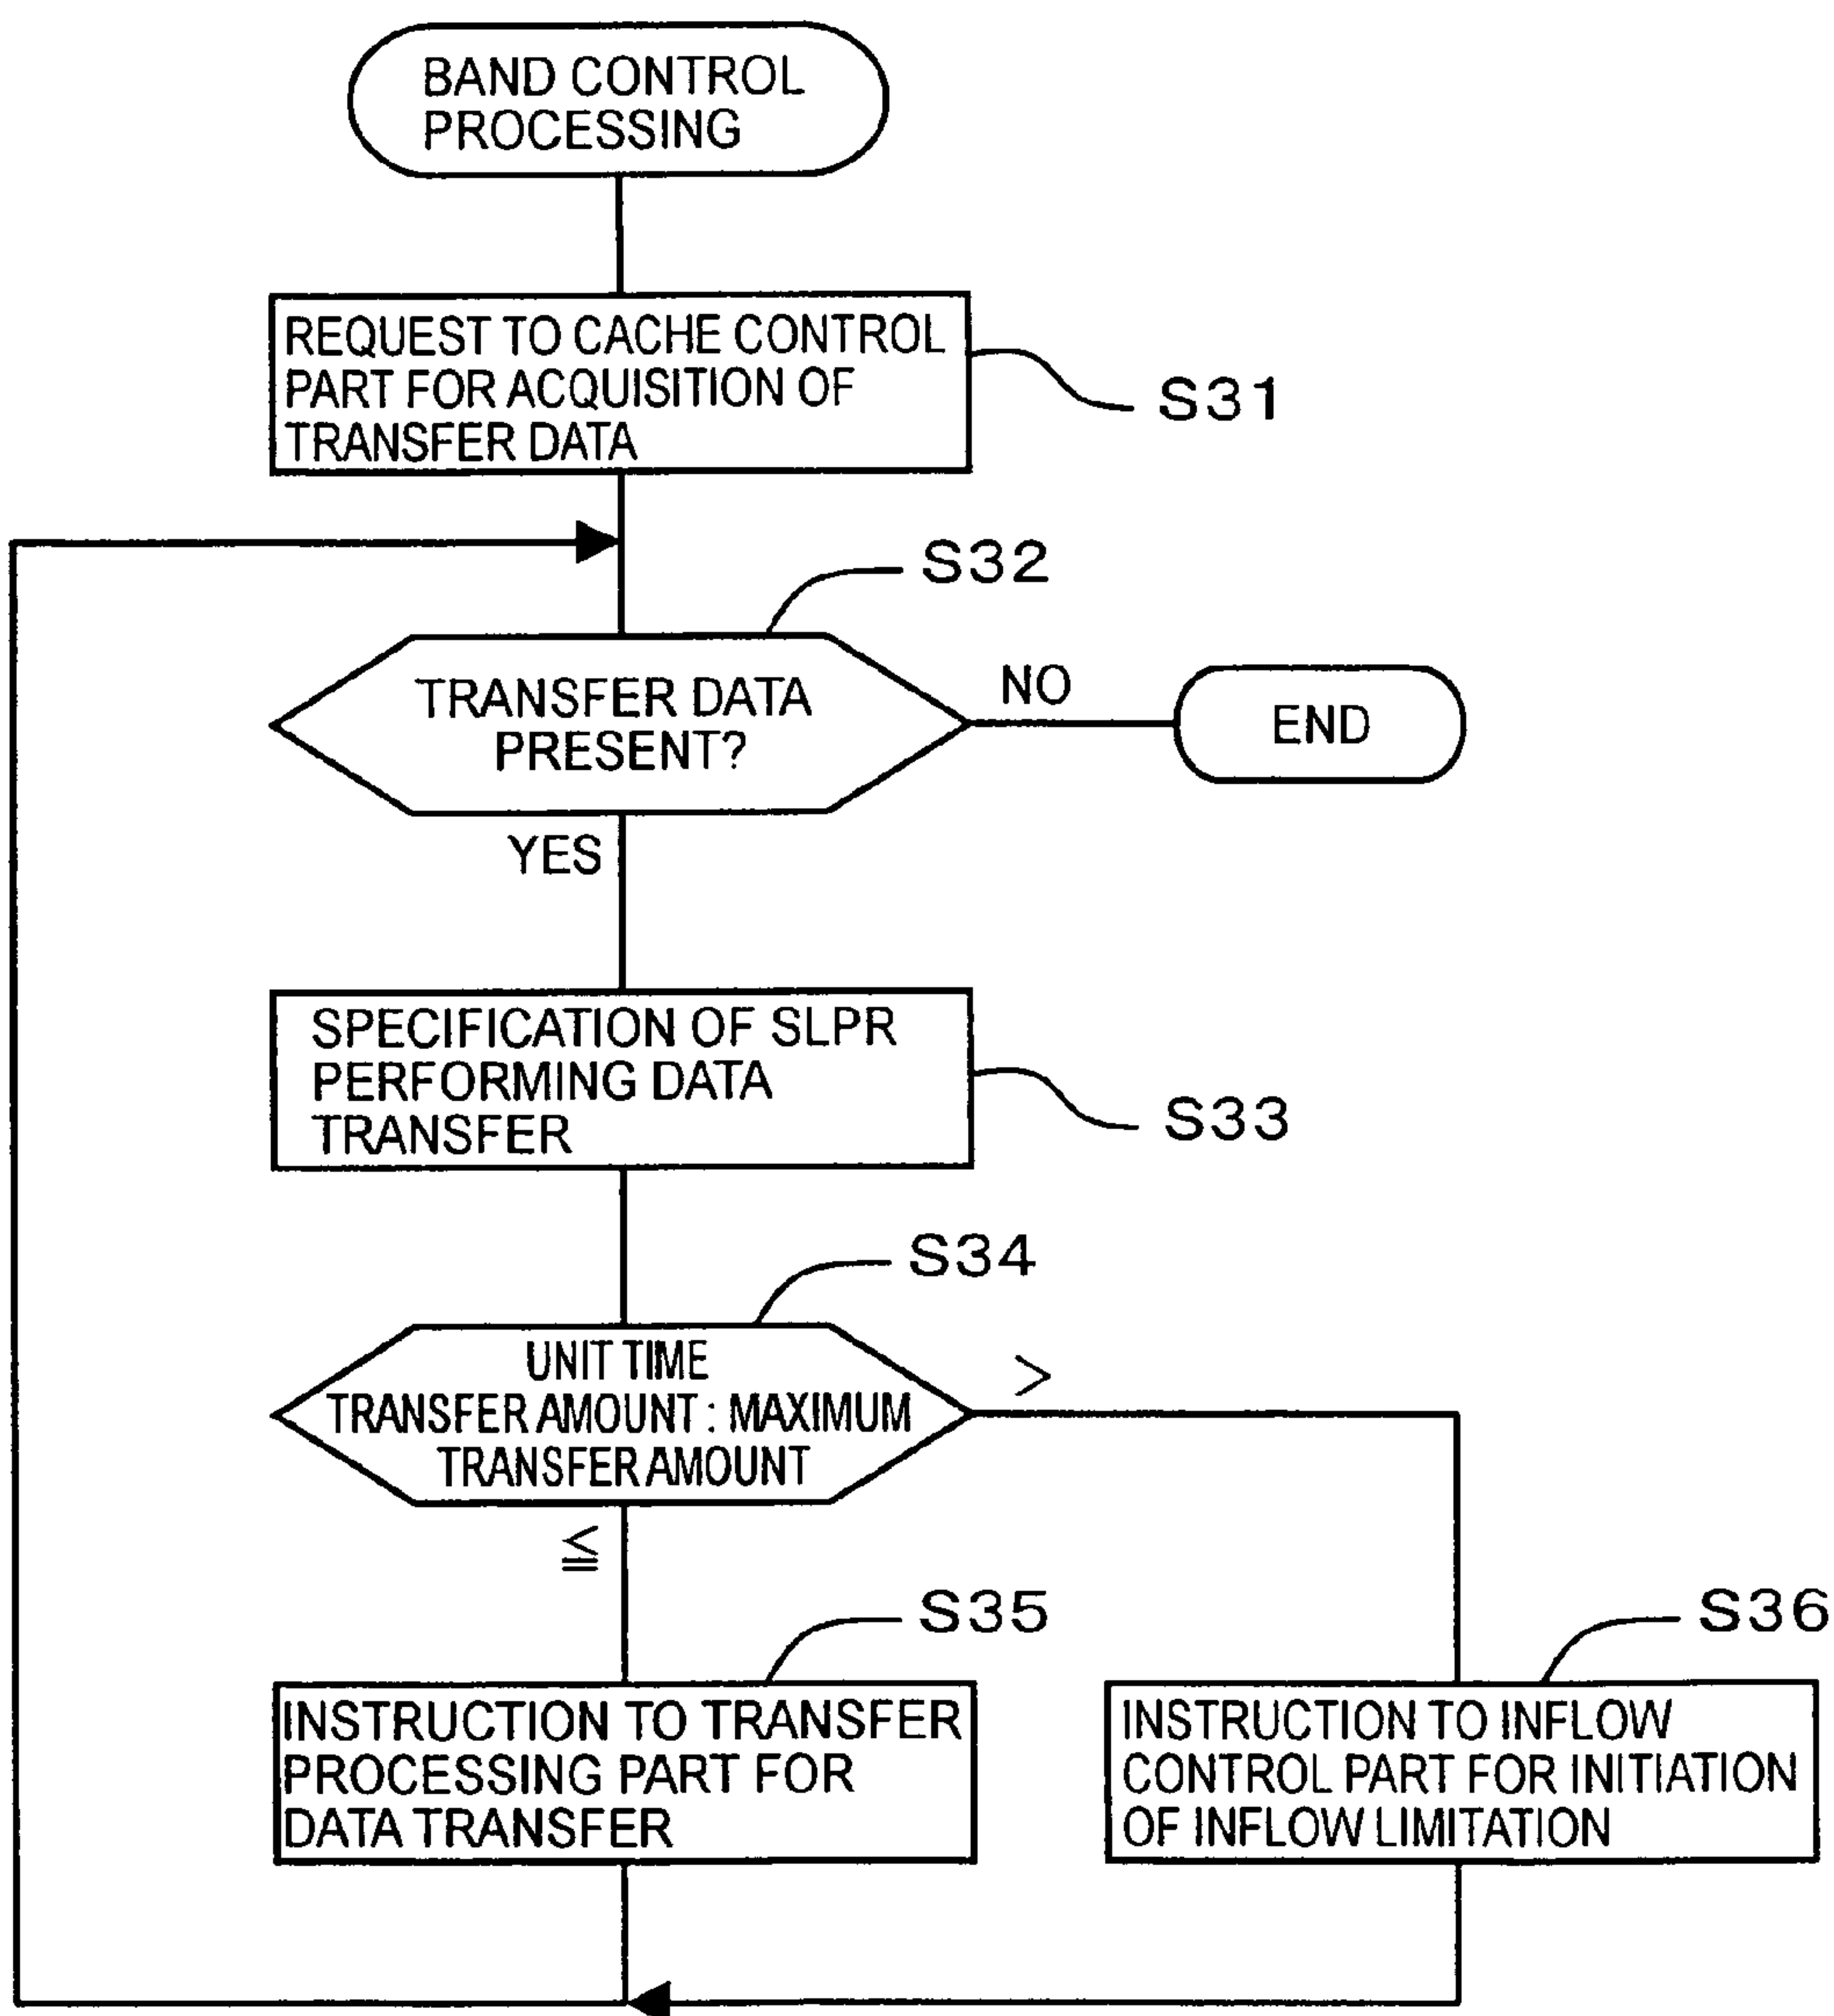 BAND CONTROL
PROCESSING
REQUEST TO CACHE CONTROL
PART FOR ACQUISITION OF
TRANSFER DATA
S31
S32
TRANSFER DATA
PRESENT?
NO
END
YES
SPECIFICATION OF SLPR
PERFORMING DATA
TRANSFER
S33
S34
UNIT TIME
TRANSFER AMOUNT : MAXIMUM
TRANSFER AMOUNT
>
≦
S35
S36
INSTRUCTION TO TRANSFER
PROCESSING PART FOR
DATA TRANSFER
INSTRUCTION TO INFLOW
CONTROL PART FOR INITIATION
OF INFLOW LIMITATION